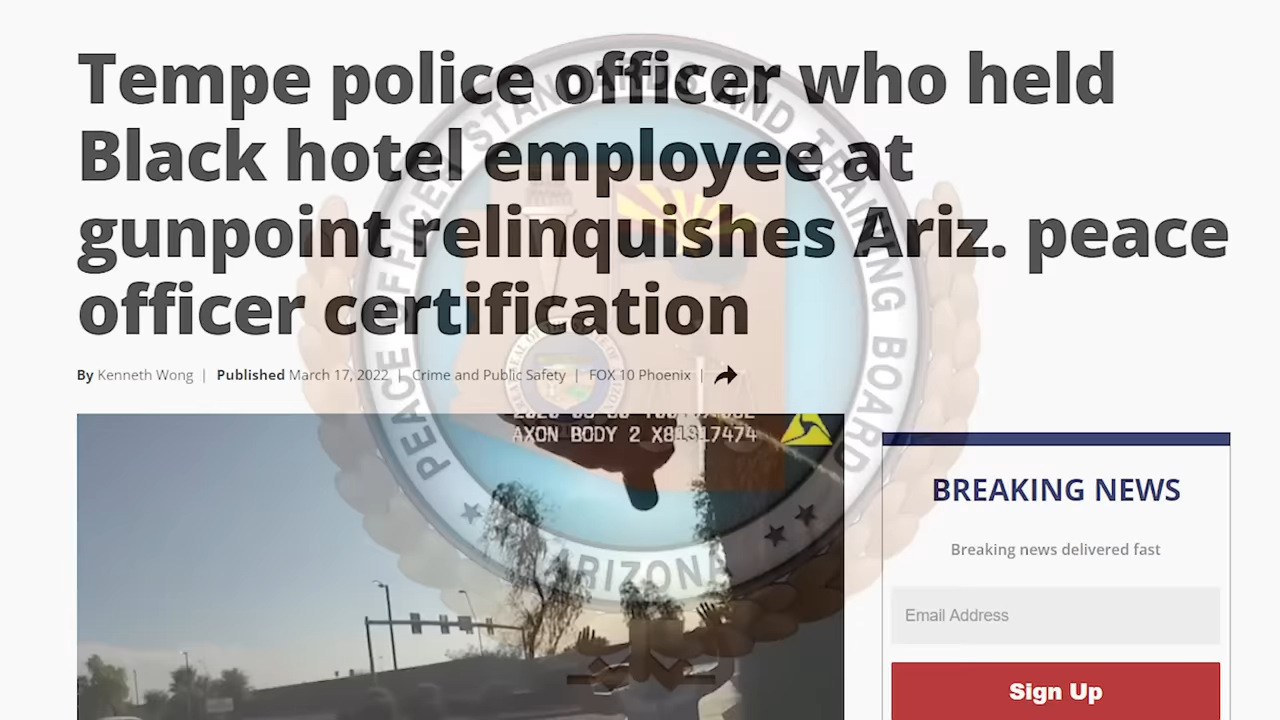 Tempe police officer who held
Black hotel employee at
gunpoint relinquishes Ariz. peace
officer certification
By Kenneth Wong | Published March 17, 2022 | Crime and Public Safety | FOX 10 Phoenix |
PEACE OFFICER STANDARDS AND TRAINING BOARD
ARIZONA
AXON BODY 2 X81317474
BREAKING NEWS
Breaking news delivered fast
Email Address
Sign Up